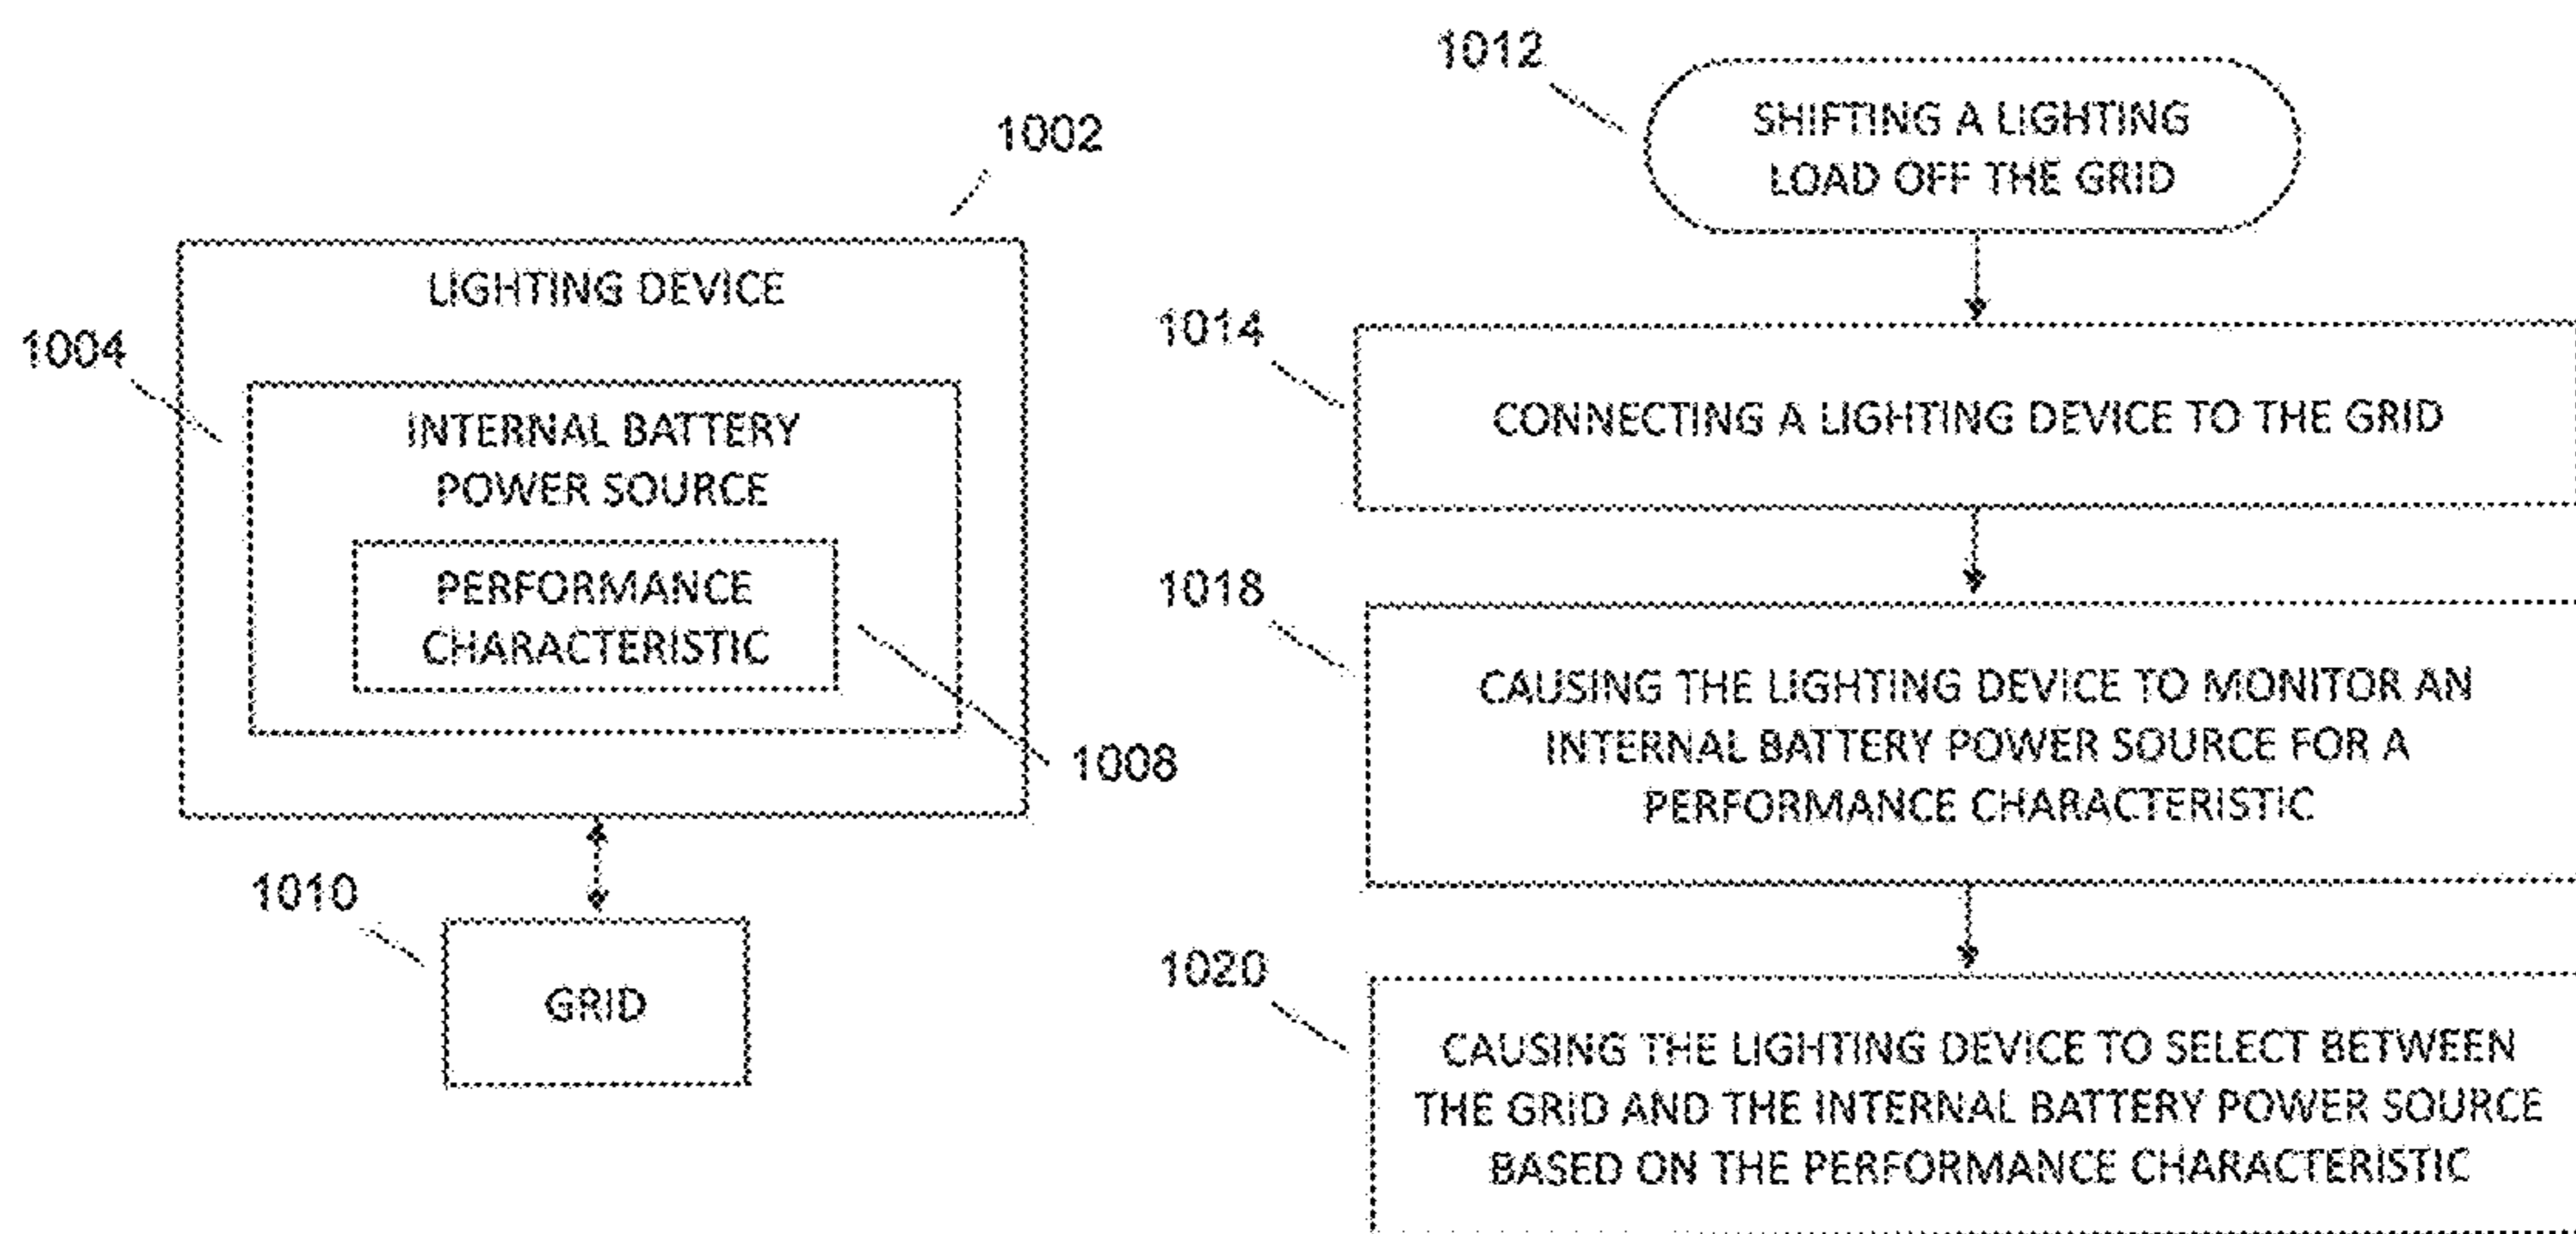 1002
LIGHTING DEVICE
1004
INTERNAL BATTERY
POWER SOURCE
PERFORMANCE
CHARACTERISTIC
1008
1010
GRID
1012
SHIFTING A LIGHTING
LOAD OFF THE GRID
1014
CONNECTING A LIGHTING DEVICE TO THE GRID
1018
CAUSING THE LIGHTING DEVICE TO MONITOR AN
INTERNAL BATTERY POWER SOURCE FOR A
PERFORMANCE CHARACTERISTIC
1020
CAUSING THE LIGHTING DEVICE TO SELECT BETWEEN
THE GRID AND THE INTERNAL BATTERY POWER SOURCE
BASED ON THE PERFORMANCE CHARACTERISTIC